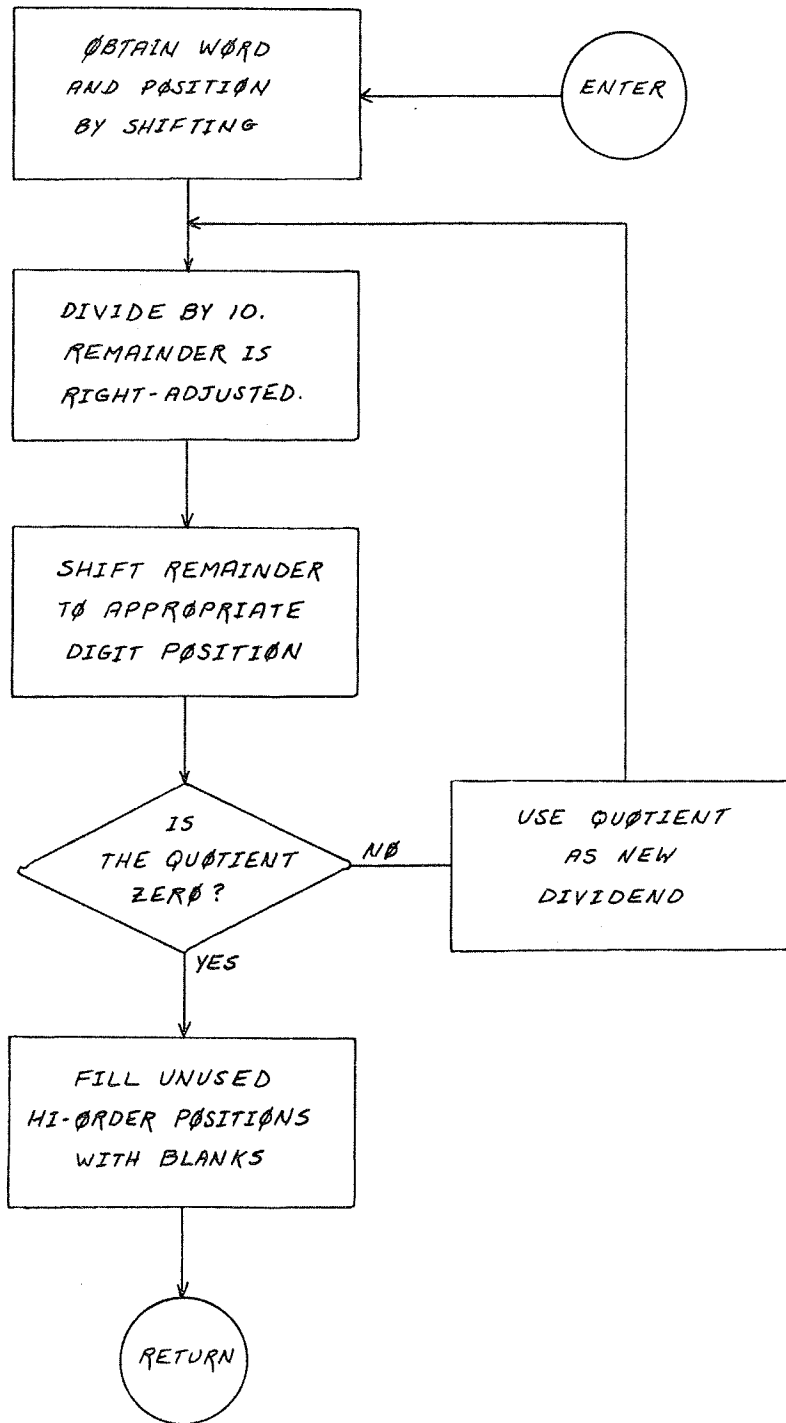 ØBTAIN WØRD
AND PØSITIØN
BY SHIFTING
ENTER
DIVIDE BY 10.
REMAINDER IS
RIGHT-ADJUSTED.
SHIFT REMAINDER
TØ APPRØPRIATE
DIGIT PØSITIØN
IS
THE QUØTIENT
ZERØ?
NØ
USE QUØTIENT
AS NEW
DIVIDEND
YES
FILL UNUSED
HI-ØRDER PØSITIØNS
WITH BLANKS
RETURN